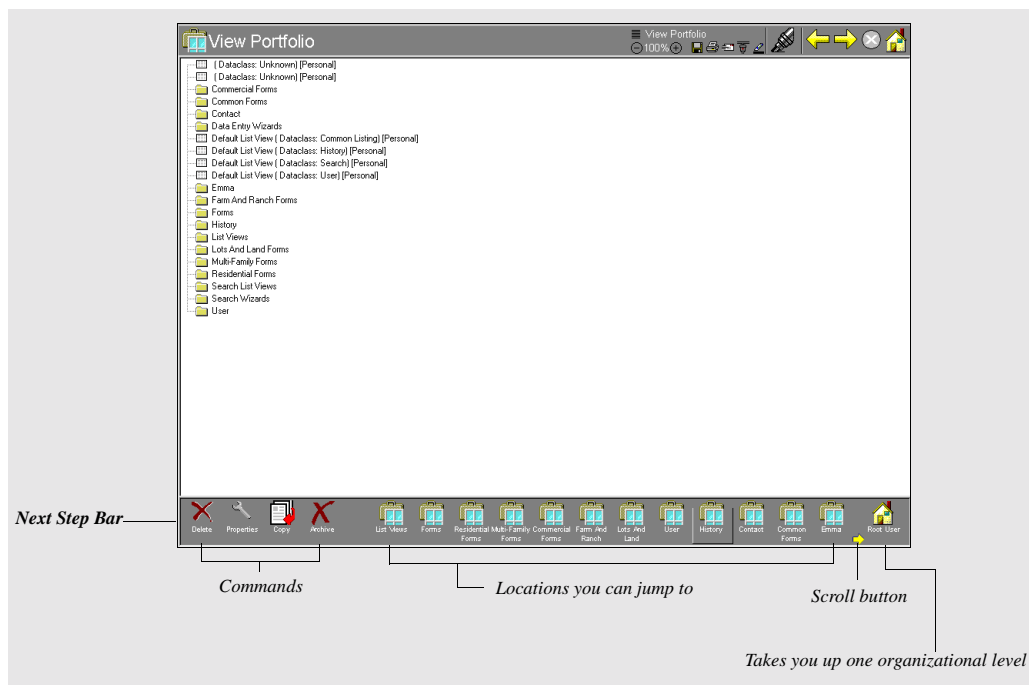 View Portfolio
View Portfolio
100%
( Dataclass: Unknown) [Personal]
( Dataclass: Unknown) [Personal]
Commercial Forms
Common Forms
Contact
Data Entry Wizards
Default List View ( Dataclass: Common Listing) [Personal]
Default List View ( Dataclass: History) [Personal]
Default List View ( Dataclass: Search) [Personal]
Default List View ( Dataclass: User) [Personal]
Emma
Farm And Ranch Forms
Forms
History
List Views
Lots And Land Forms
Multi-Family Forms
Residential Forms
Search List Views
Search Wizards
User
Next Step Bar
Delete Properties Copy Archive List Views Forms Residential Multi-Family Commercial Farm And Lots And User History Contact Common Emma Root User
Forms Forms Forms Ranch Land Forms
Commands
Locations you can jump to
Scroll button
Takes you up one organizational level